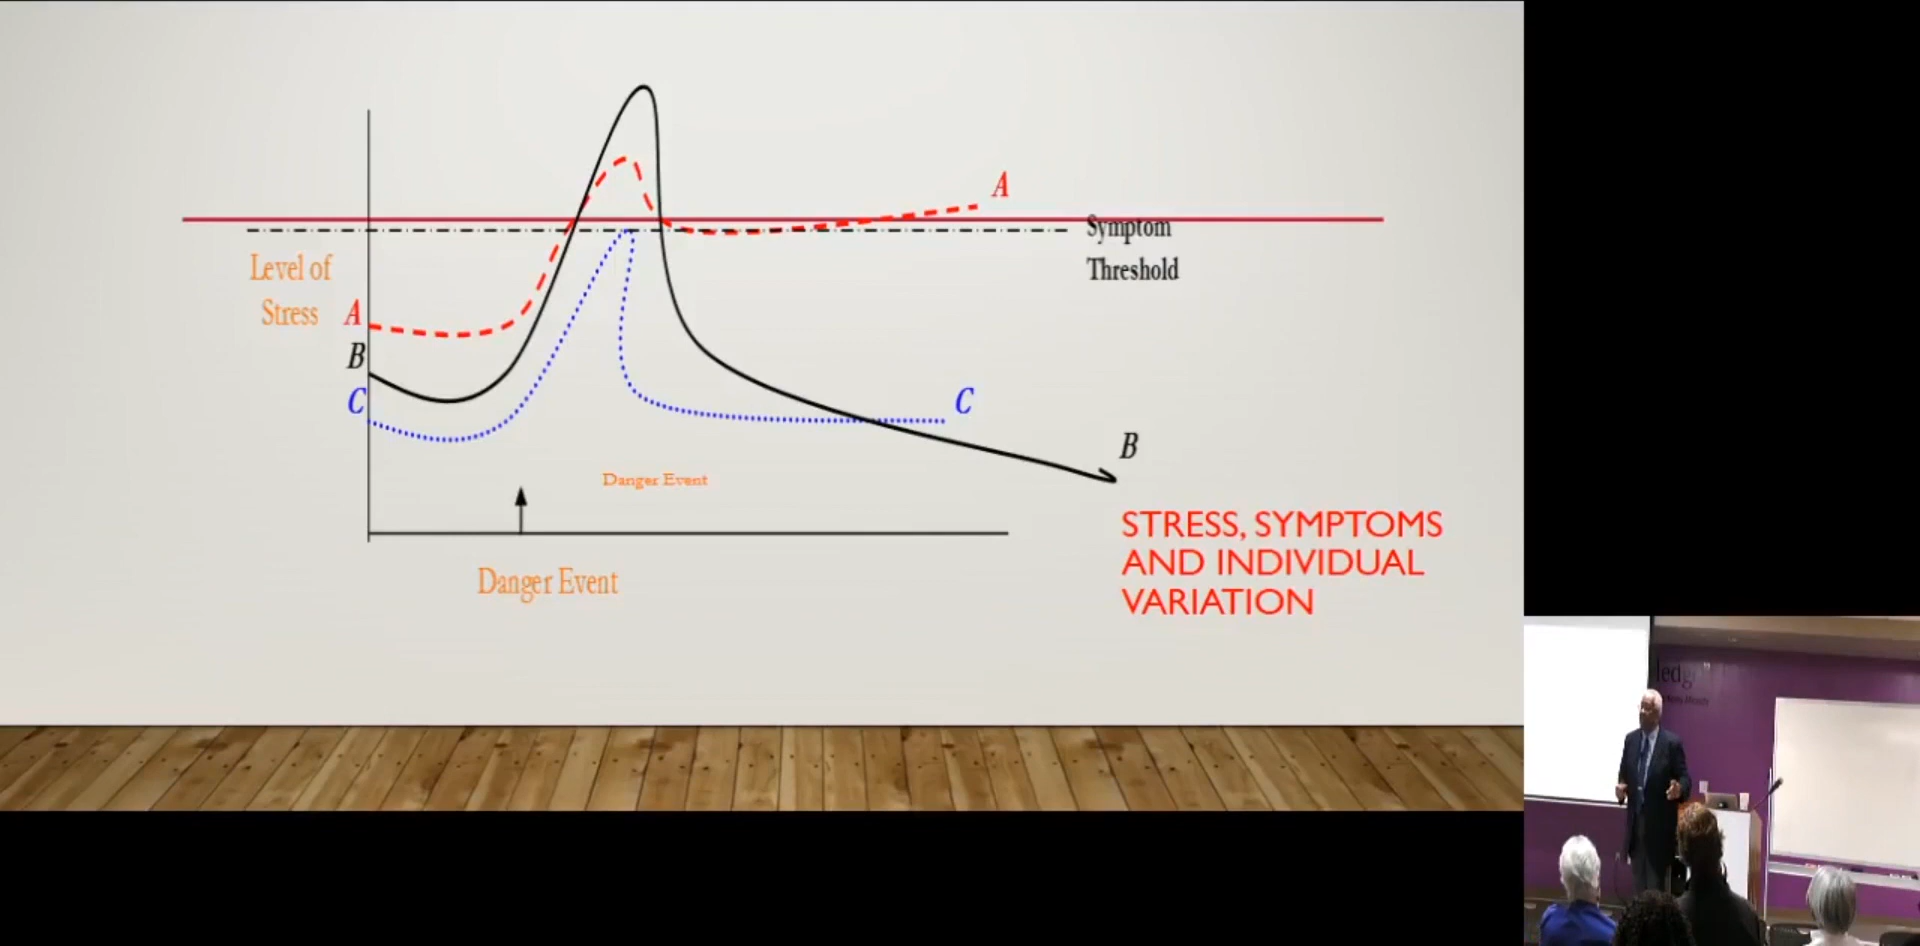 A
Symptom
Threshold
Level of
Stress
A
B
C
C
B
Danger Event
Danger Event
STRESS, SYMPTOMS
AND INDIVIDUAL
VARIATION